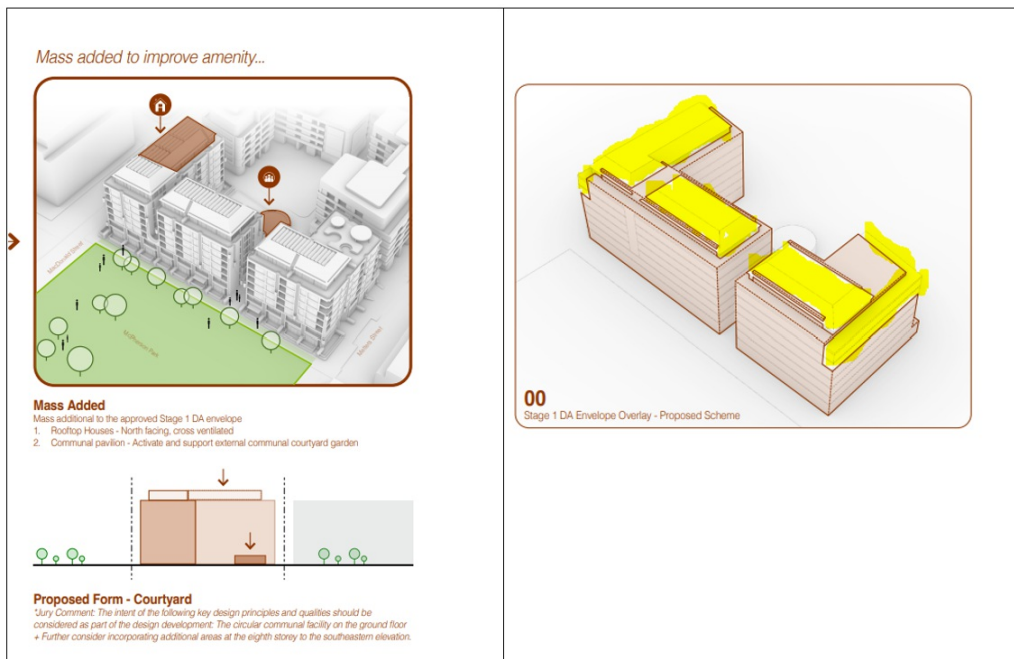 Mass added to improve amenity...
McPherson Park
Mass Added
Mass additional to the approved Stage 1 DA envelope
1. Rooftop Houses - North facing, cross ventilated
2. Communal pavilion - Activate and support external communal courtyard garden
Proposed Form - Courtyard
"Jury Comment: The intent of the following key design principles and qualities should be
considered as part of the design development: The circular communal facility on the ground floor
+ Further consider incorporating additional areas at the eighth storey to the southeastern elevation.
00
Stage 1 DA Envelope Overlay - Proposed Scheme